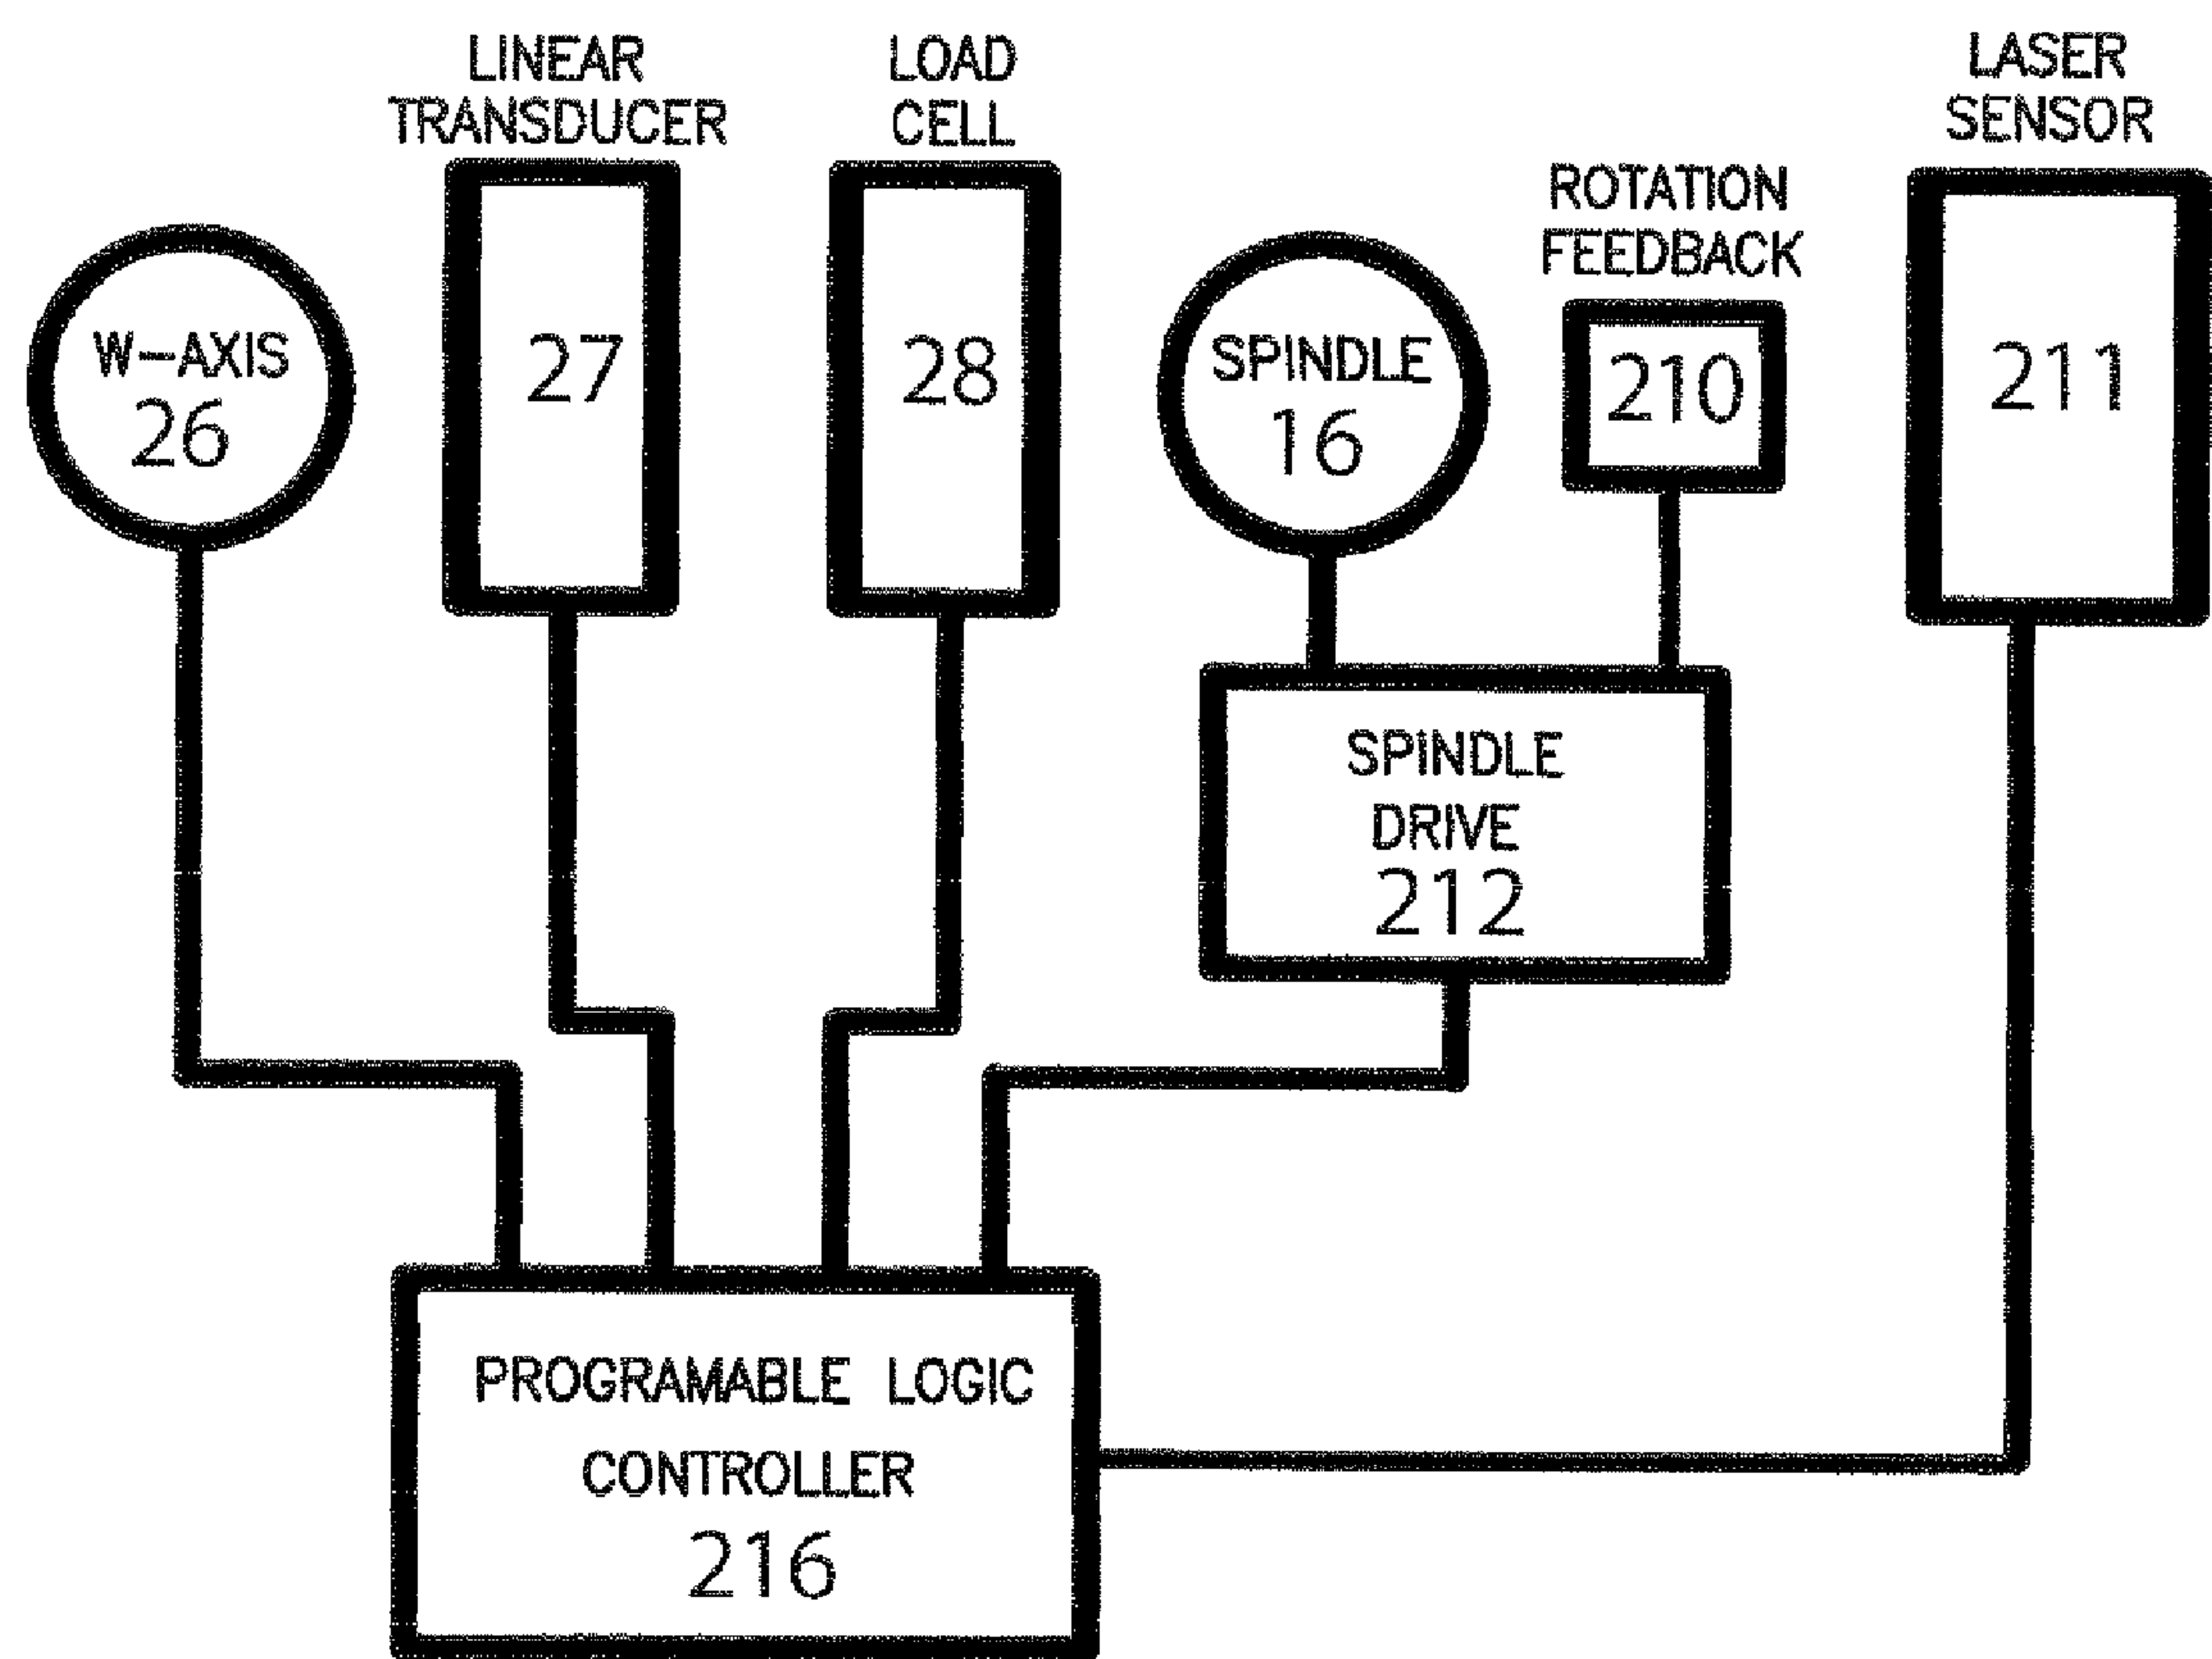 LINEAR
TRANSDUCER
LOAD
CELL
LASER
SENSOR
ROTATION
FEEDBACK
W-AXIS
26
27
28
SPINDLE
16
210
211
SPINDLE
DRIVE
212
PROGRAMABLE LOGIC
CONTROLLER
216